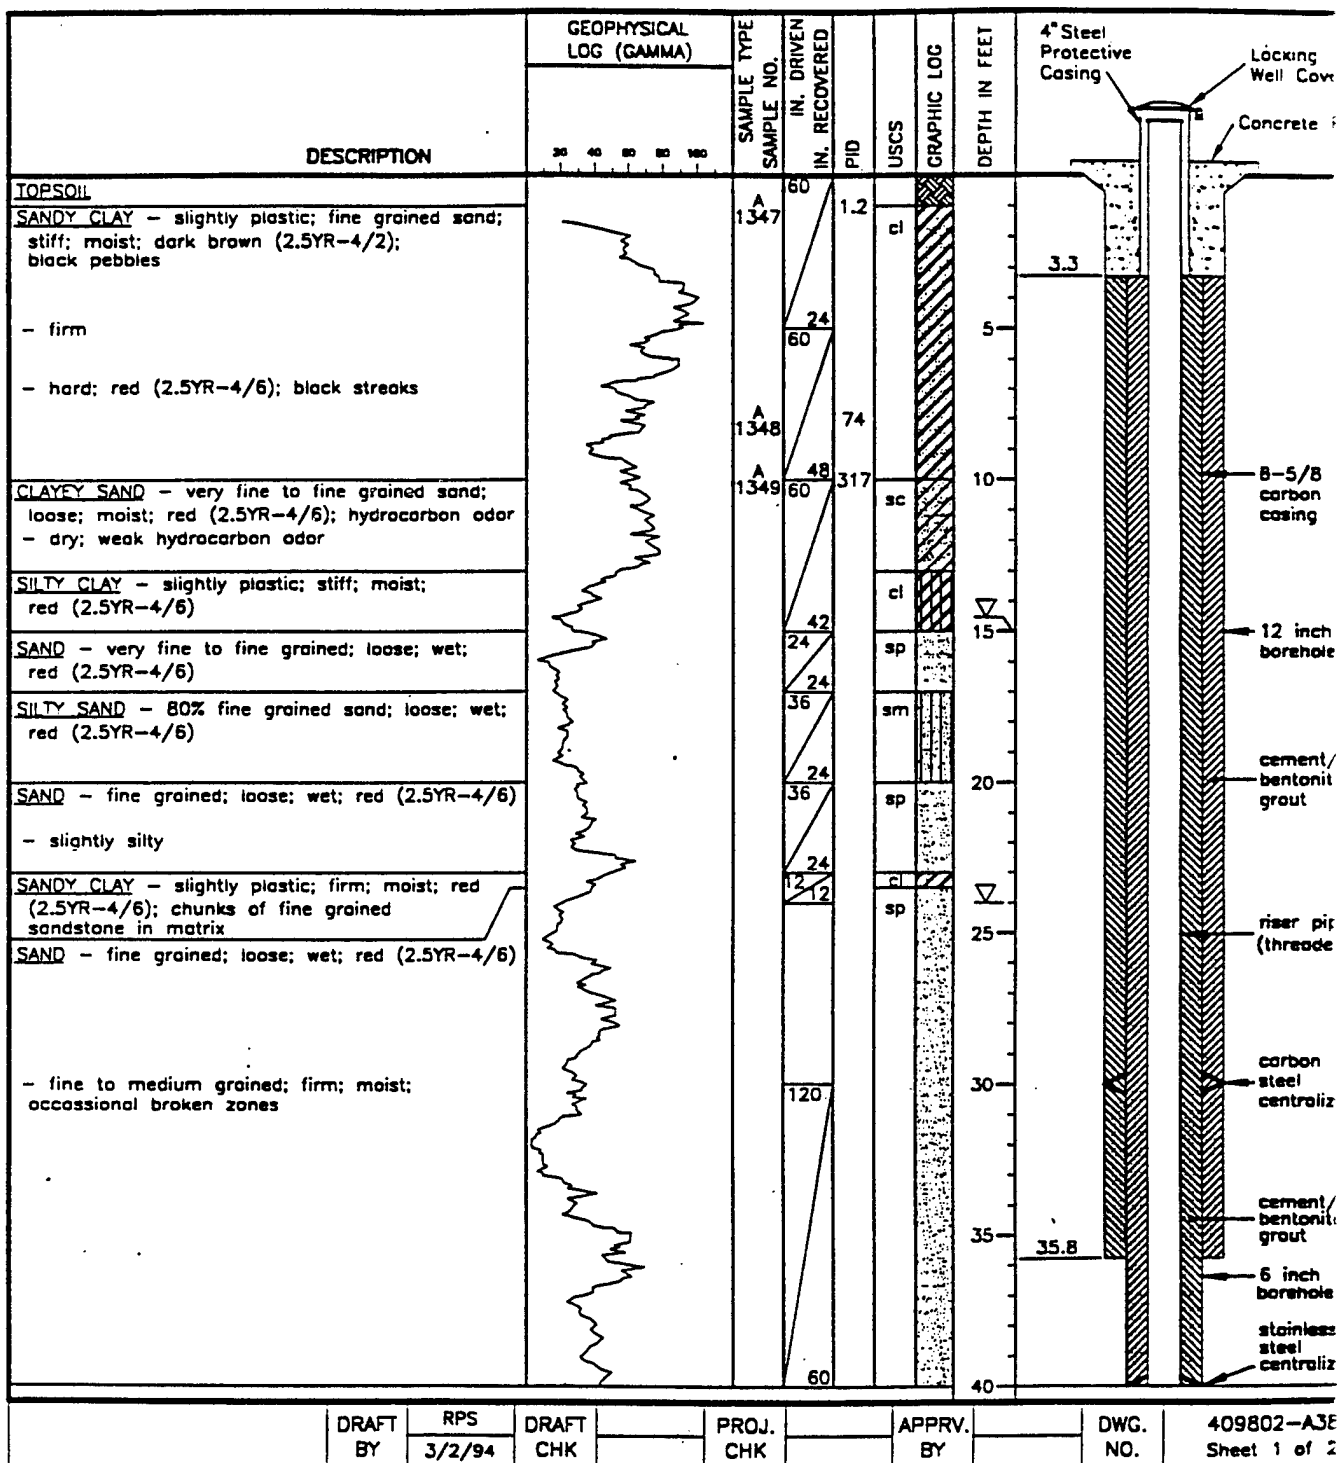 GEOPHYSICAL
LOG (GAMMA)
DESCRIPTION
20 40 60 80 100
SAMPLE TYPE
SAMPLE NO.
IN. DRIVEN
IN. RECOVERED
PID
USCS
GRAPHIC LOG
DEPTH IN FEET
4" Steel
Protective
Casing
Locking
Well
Concrete
TOPSOIL
SANDY CLAY – slightly plastic; fine grained sand;
stiff; moist; dark brown (2.5YR-4/2);
black pebbles
– firm
– hard; red (2.5YR-4/6); black streaks
CLAYEY SAND – very fine to fine grained sand;
loose; moist; red (2.5YR-4/6); hydrocarbon odor
– dry; weak hydrocarbon odor
SILTY CLAY – slightly plastic; stiff; moist;
red (2.5YR-4/6)
SAND – very fine to fine grained; loose; wet;
red (2.5YR-4/6)
SILTY SAND – 80% fine grained sand; loose; wet;
red (2.5YR-4/6)
SAND – fine grained; loose; wet; red (2.5YR-4/6)
– slightly silty
SANDY CLAY – slightly plastic; firm; moist; red
(2.5YR-4/6); chunks of fine grained
sandstone in matrix
SAND – fine grained; loose; wet; red (2.5YR-4/6)
– fine to medium grained; firm; moist;
occassional broken zones
A
1347
A
1348
A
1349
60
24
60
48
60
42
24
24
36
24
36
24
12
12
120
60
1.2
74
317
cl
sc
cl
sp
sm
sp
cl
sp
5
10
15
20
25
30
35
40
3.3
35.8
8-5/8
carbon
casing
12 inch
borehole
cement/
grout
riser
carbon
steel
cement/
grout
6 inch
borehole
steel
DRAFT
BY
RPS
3/2/94
DRAFT
CHK
PROJ.
CHK
APPRV.
BY
DWG.
NO.
Sheet 1 of 2